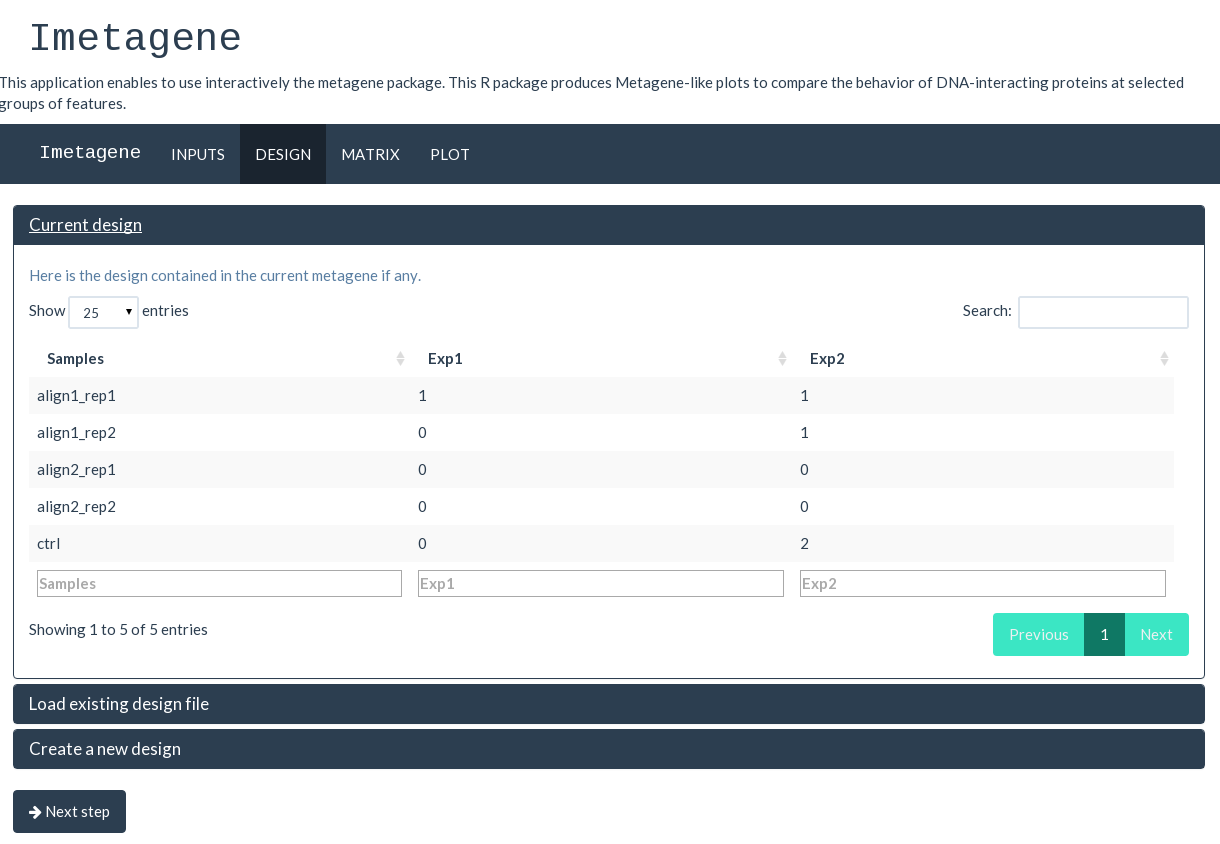 Imetagene
This application enables to use interactively the metagene package. This R package produces Metagene-like plots to compare the behavior of DNA-interacting proteins at selected
groups of features.
Imetagene INPUTS DESIGN MATRIX PLOT
Current design
Here is the design contained in the current metagene if any.
Show 25 entries Search:
Samples Exp1 Exp2
align1_rep1 1 1
align1_rep2 0 1
align2_rep1 0 0
align2_rep2 0 0
ctrl 0 2
Samples Exp1 Exp2
Showing 1 to 5 of 5 entries Previous 1 Next
Load existing design file
Create a new design
Next step